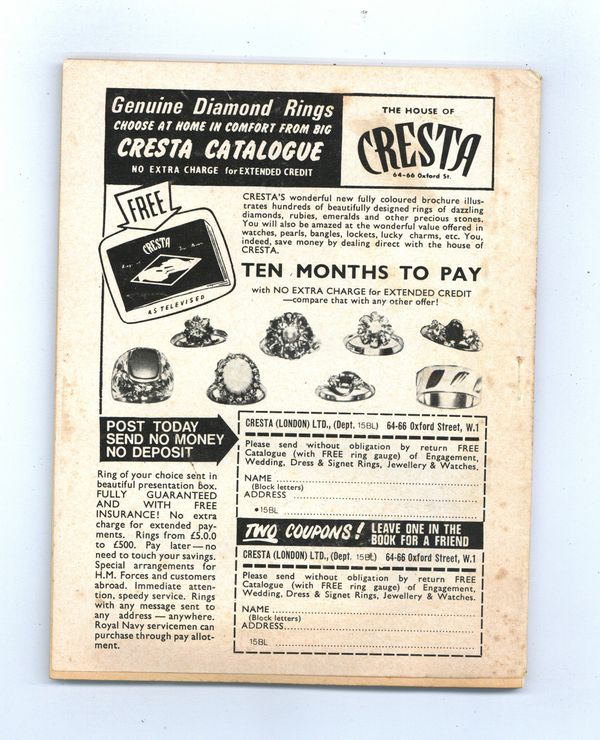 Genuine Diamond Rings
CHOOSE AT HOME IN COMFORT FROM BIG
CRESTA CATALOGUE
NO EXTRA CHARGE for EXTENDED CREDIT
THE HOUSE OF
CRESTA
64-66 Oxford St.
FREE
CRESTA
AS TELEVISED
CRESTA'S wonderful new fully coloured brochure illus-
trates hundreds of beautifully designed rings of dazzling
diamonds, rubies, emeralds and other precious stones.
You will also be amazed at the wonderful value offered in
watches, pearls, bangles, lockets, lucky charms, etc. You,
indeed, save money by dealing direct with the house of
CRESTA.
TEN MONTHS TO PAY
with NO EXTRA CHARGE for EXTENDED CREDIT
—compare that with any other offer!
POST TODAY
SEND NO MONEY
NO DEPOSIT
Ring of your choice sent in
beautiful presentation box.
FULLY GUARANTEED
AND WITH FREE
INSURANCE! No extra
charge for extended pay-
ments. Rings from £5.0.0
to £500. Pay later—no
need to touch your savings.
Special arrangements for
H.M. Forces and customers
abroad. Immediate atten-
tion, speedy service. Rings
with any message sent to
any address—anywhere.
Royal Navy servicemen can
purchase through pay allot-
ment.
CRESTA (LONDON) LTD., (Dept. 15BL) 64-66 Oxford Street, W.1
Please send without obligation by return FREE
Catalogue (with FREE ring gauge) of Engagement,
Wedding, Dress & Signet Rings, Jewellery & Watches.
NAME
(Block letters)
ADDRESS
•15BL
TWO COUPONS! LEAVE ONE IN THE
BOOK FOR A FRIEND
CRESTA (LONDON) LTD., (Dept. 15BL) 64-66 Oxford Street, W.1
Please send without obligation by return FREE
Catalogue (with FREE ring gauge) of Engagement,
Wedding, Dress & Signet Rings, Jewellery & Watches.
NAME
(Block letters)
ADDRESS
15BL